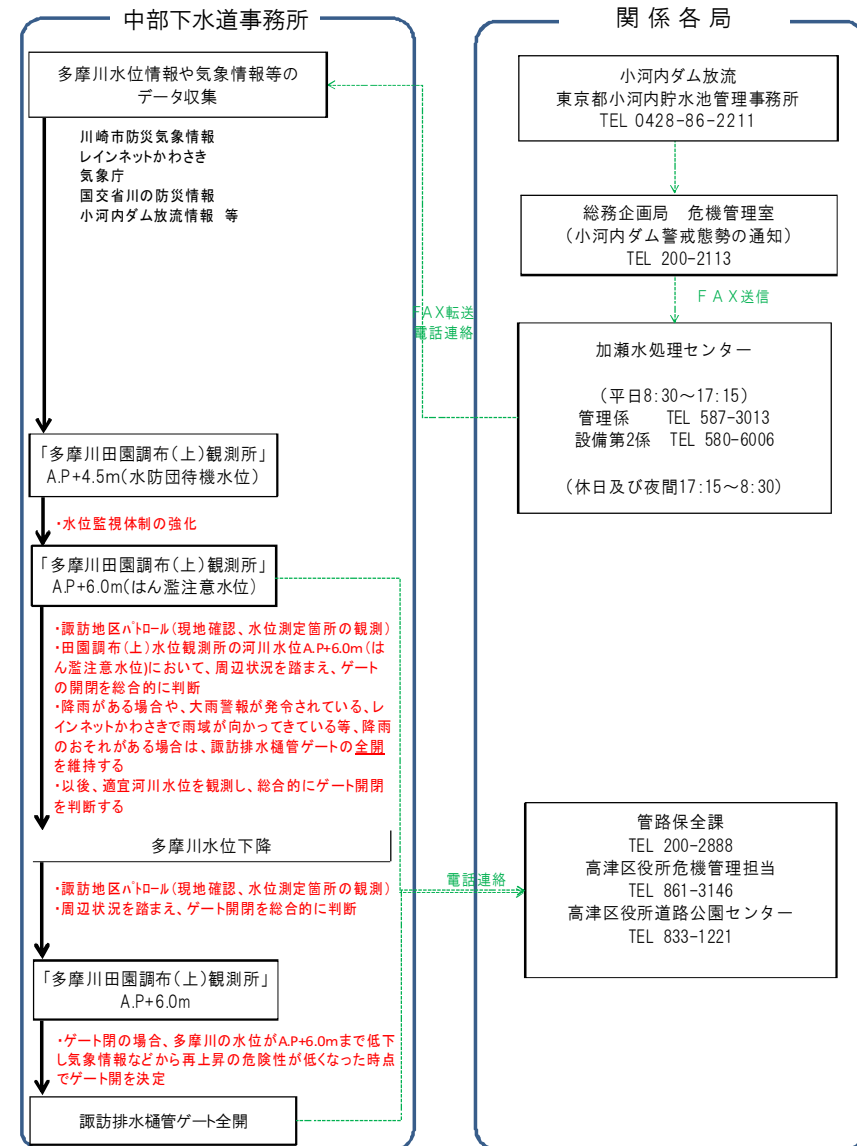 中部下水道事務所
多摩川水位情報や気象情報等の
データ収集
川崎市防災気象情報
レインネットかわさき
気象庁
国交省川の防災情報
小河内ダム放流情報 等
「多摩川田園調布(上)観測所」
A.P+4.5m(水防団待機水位)
・水位監視体制の強化
「多摩川田園調布(上)観測所」
A.P+6.0m(はん濫注意水位)
・諏訪地区パトロール(現地確認、水位測定箇所の観測)
・田園調布(上)水位観測所の河川水位A.P+6.0m(は
ん濫注意水位)において、周辺状況を踏まえ、ゲート
の開閉を総合的に判断
・降雨がある場合や、大雨警報が発令されている、レ
インネットかわさきで雨域が向かってきている等、降雨
のおそれがある場合は、諏訪排水樋管ゲートの全開
を維持する
・以後、適宜河川水位を観測し、総合的にゲート開閉
を判断する
多摩川水位下降
・諏訪地区パトロール(現地確認、水位測定箇所の観測)
・周辺状況を踏まえ、ゲート開閉を総合的に判断
「多摩川田園調布(上)観測所」
A.P+6.0m
・ゲート閉の場合、多摩川の水位がA.P+6.0mまで低下
し気象情報などから再上昇の危険性が低くなった時点
でゲート開を決定
諏訪排水樋管ゲート全開
FAX転送
電話連絡
電話連絡
関係各局
小河内ダム放流
東京都小河内貯水池管理事務所
TEL 0428-86-2211
総務企画局 危機管理室
(小河内ダム警戒態勢の通知)
TEL 200-2113
FAX送信
加瀬水処理センター
(平日8:30~17:15)
管理係 TEL 587-3013
設備第2係 TEL 580-6006
(休日及び夜間17:15~8:30)
管路保全課
TEL 200-2888
高津区役所危機管理担当
TEL 861-3146
高津区役所道路公園センター
TEL 833-1221